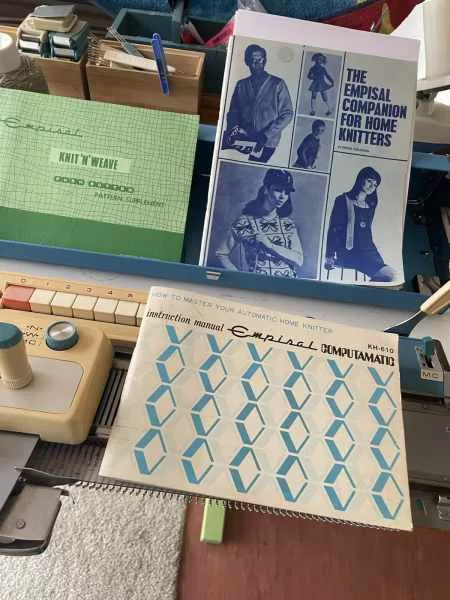 THE
EMPISAL
COMPANION
FOR HOME
KNITTERS
Empisal
KNIT'N'WEAVE
PATTERN SUPPLEMENT
HOW TO MASTER YOUR AUTOMATIC HOME KNITTER
instruction manual Empisal COMPUTAMATIC
KH-610
MC